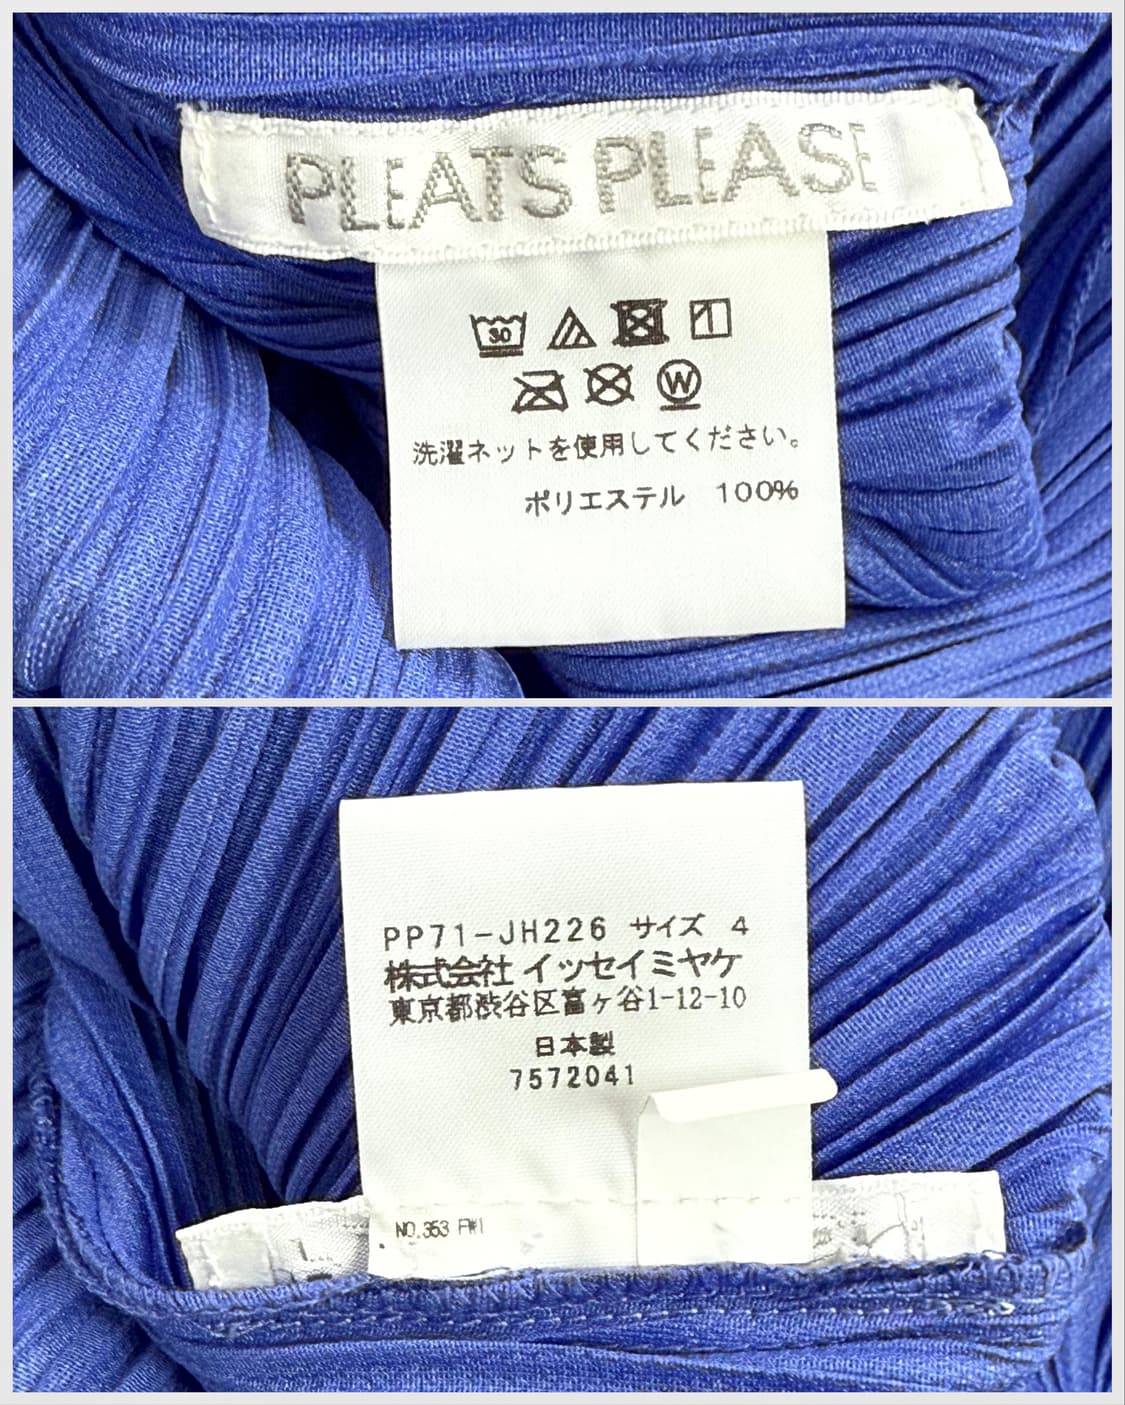 PLEATS PLEASE
30
W
洗濯ネットを使用してください。
ポリエステル 100%
PP71-JH226 サイズ 4
株式会社 イッセイミヤケ
東京都渋谷区富ヶ谷1-12-10
日本製
7572041
NO.353